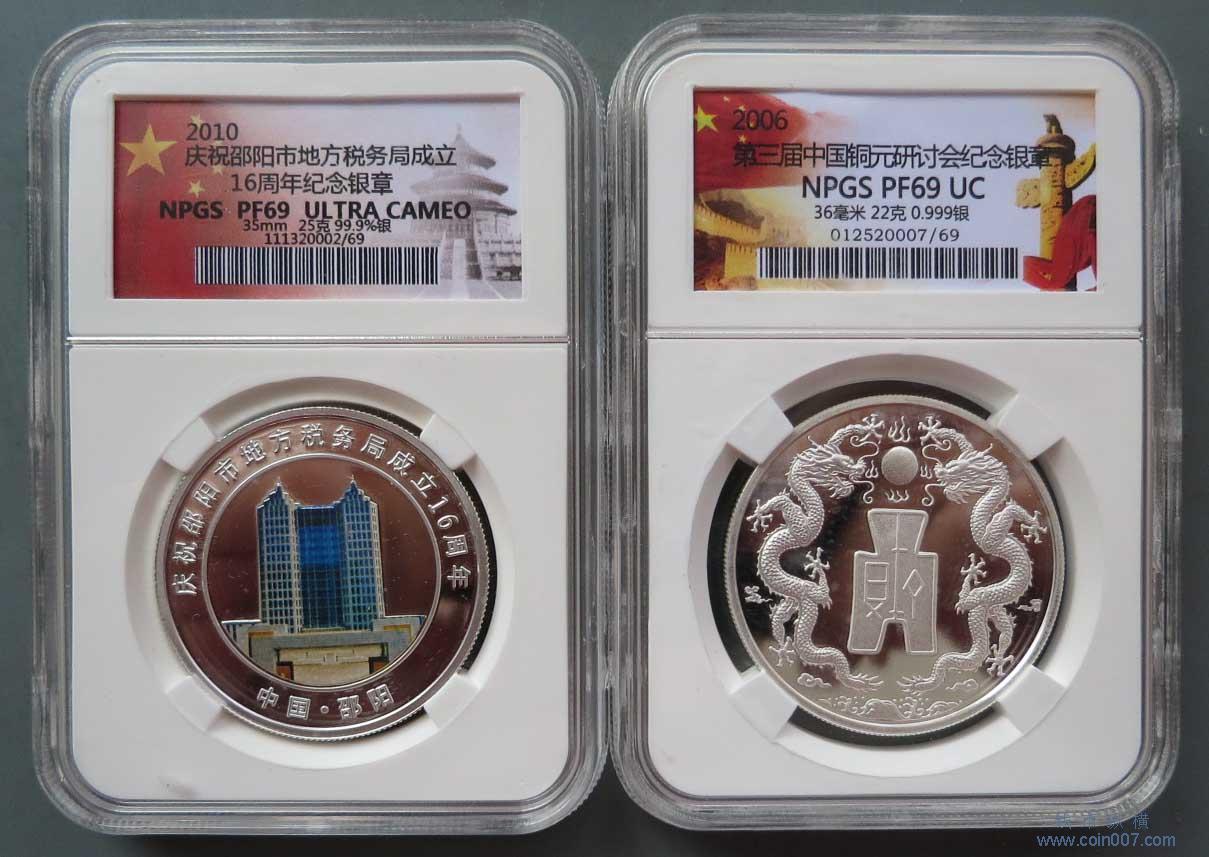 2010
庆祝邵阳市地方税务局成立
16周年纪念银章
NPGS PF69 ULTRA CAMEO
35mm 25克 99.9%银
111320002/69
庆祝邵阳市地方税务局成立16周年
中国·邵阳
2006
第三届中国铜元研讨会纪念银章
NPGS PF69 UC
36毫米 22克 0.999银
012520007/69
www.coin007.com